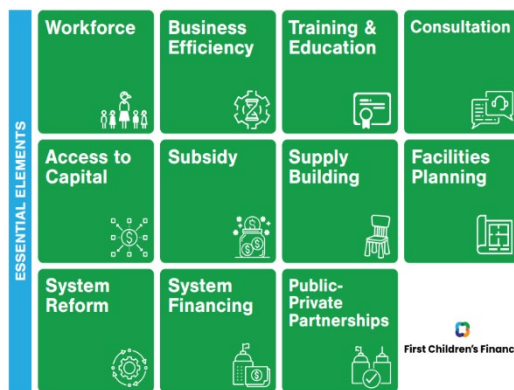 ESSENTIAL ELEMENTS
Workforce
Business
Efficiency
Training &
Education
Consultation
Access to
Capital
Subsidy
Supply
Building
Facilities
Planning
System
Reform
System
Financing
Public-
Private
Partnerships
First Children's Financ